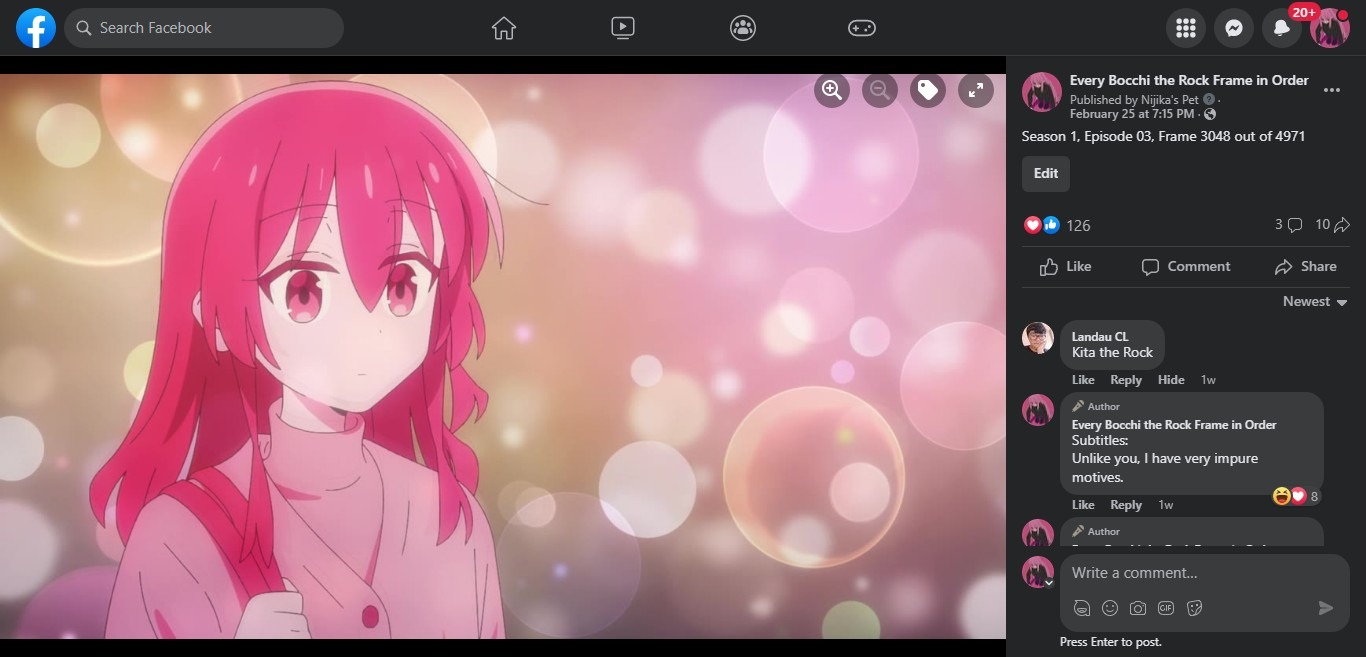 Search Facebook
20+
Every Bocchi the Rock Frame in Order
Published by Nijika's Pet ·
February 25 at 7:15 PM ·
Season 1, Episode 03, Frame 3048 out of 4971
Edit
126
3
10
Like
Comment
Share
Newest
Landau CL
Kita the Rock
Like Reply Hide 1w
Author
Every Bocchi the Rock Frame in Order
Subtitles:
Unlike you, I have very impure
motives.
8
Like Reply 1w
Author
Write a comment...
GIF
Press Enter to post.